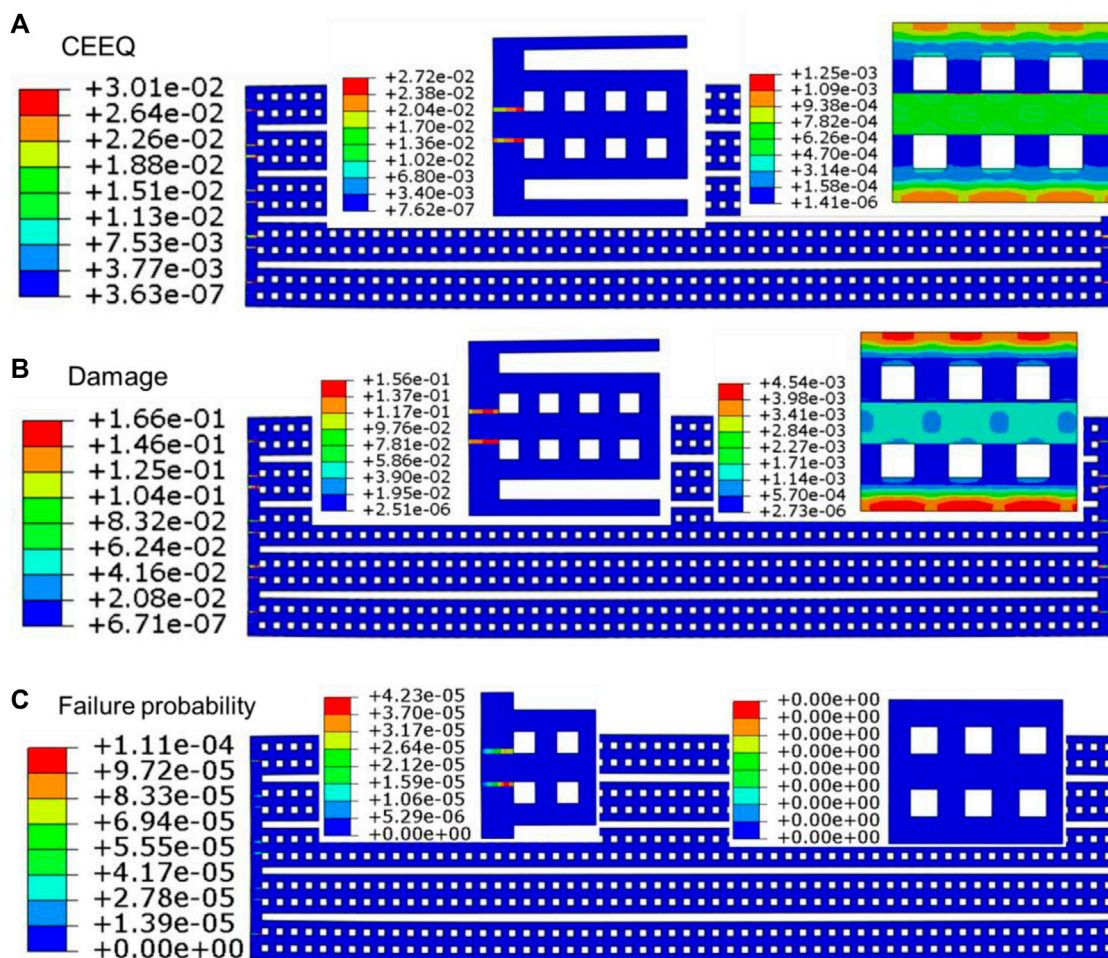 A
CEEQ
+3.01e-02
+2.64e-02
+2.26e-02
+1.88e-02
+1.51e-02
+1.13e-02
+7.53e-03
+3.77e-03
+3.63e-07
+2.72e-02
+2.38e-02
+2.04e-02
+1.70e-02
+1.36e-02
+1.02e-02
+6.80e-03
+3.40e-03
+7.62e-07
+1.25e-03
+1.09e-03
+9.38e-04
+7.82e-04
+6.26e-04
+4.70e-04
+3.14e-04
+1.58e-04
+1.41e-06
B
Damage
+1.66e-01
+1.46e-01
+1.25e-01
+1.04e-01
+8.32e-02
+6.24e-02
+4.16e-02
+2.08e-02
+6.71e-07
+1.56e-01
+1.37e-01
+1.17e-01
+9.76e-02
+7.81e-02
+5.86e-02
+3.90e-02
+1.95e-02
+2.51e-06
+4.54e-03
+3.98e-03
+3.41e-03
+2.84e-03
+2.27e-03
+1.71e-03
+1.14e-03
+5.70e-04
+2.73e-06
C
Failure probability
+1.11e-04
+9.72e-05
+8.33e-05
+6.94e-05
+5.55e-05
+4.17e-05
+2.78e-05
+1.39e-05
+0.00e+00
+4.23e-05
+3.70e-05
+3.17e-05
+2.64e-05
+2.12e-05
+1.59e-05
+1.06e-05
+5.29e-06
+0.00e+00
+0.00e+00
+0.00e+00
+0.00e+00
+0.00e+00
+0.00e+00
+0.00e+00
+0.00e+00
+0.00e+00
+0.00e+00